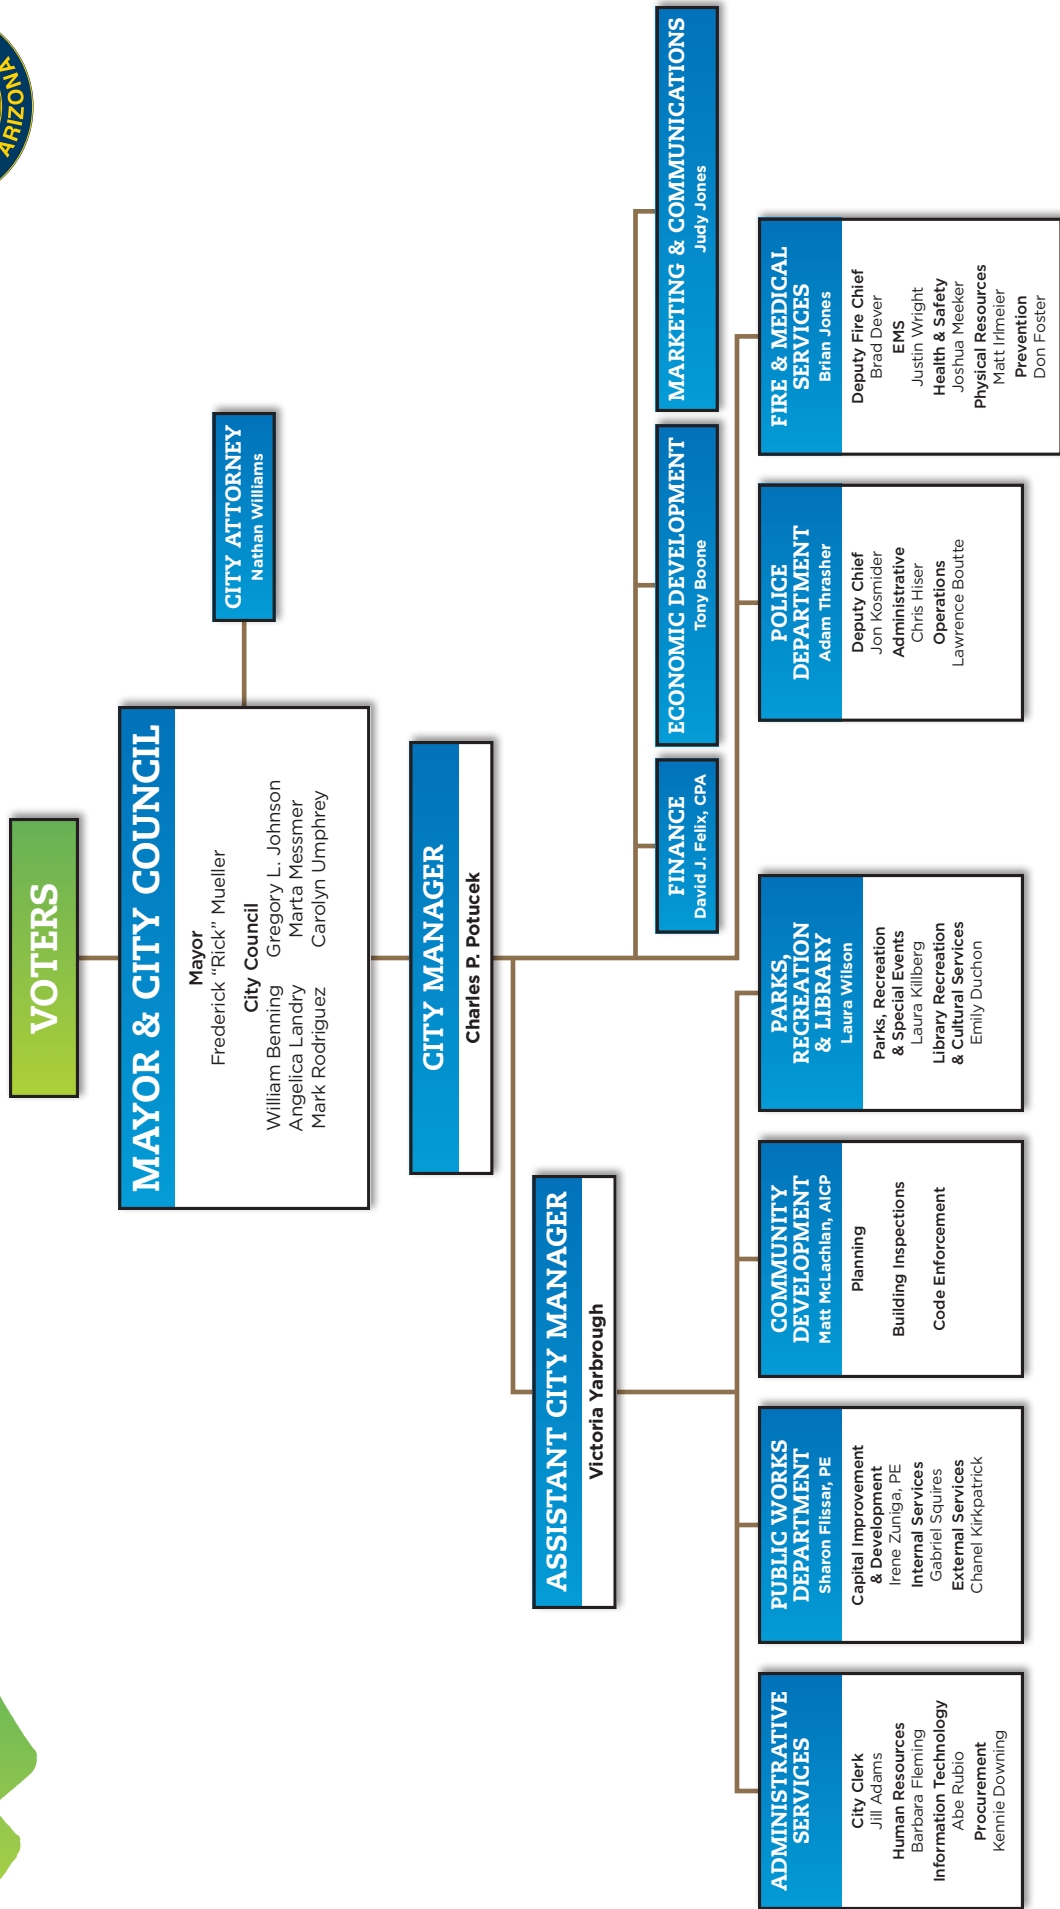 ARIZONA
VOTERS
MAYOR & CITY COUNCIL
Mayor
Frederick “Rick” Mueller
City Council
William Benning Gregory L. Johnson
Angelica Landry Marta Messmer
Mark Rodriguez Carolyn Umphrey
CITY ATTORNEY
Nathan Williams
CITY MANAGER
Charles P. Potucek
ASSISTANT CITY MANAGER
Victoria Yarbrough
FINANCE
David J. Felix, CPA
ECONOMIC DEVELOPMENT
Tony Boone
MARKETING & COMMUNICATIONS
Judy Jones
ADMINISTRATIVE
SERVICES
City Clerk
Jill Adams
Human Resources
Barbara Fleming
Information Technology
Abe Rubio
Procurement
Kennie Downing
PUBLIC WORKS
DEPARTMENT
Sharon Flissar, PE
Capital Improvement
& Development
Irene Zuniga, PE
Internal Services
Gabriel Squires
External Services
Chanel Kirkpatrick
COMMUNITY
DEVELOPMENT
Matt McLachlan, AICP
Planning
Building Inspections
Code Enforcement
PARKS,
RECREATION
& LIBRARY
Laura Wilson
Parks, Recreation
& Special Events
Laura Killberg
Library Recreation
& Cultural Services
Emily Duchon
POLICE
DEPARTMENT
Adam Thrasher
Deputy Chief
Jon Kosmider
Administrative
Chris Hiser
Operations
Lawrence Boutte
FIRE & MEDICAL
SERVICES
Brian Jones
Deputy Fire Chief
Brad Dever
EMS
Justin Wright
Health & Safety
Joshua Meeker
Physical Resources
Matt Irlmeier
Prevention
Don Foster